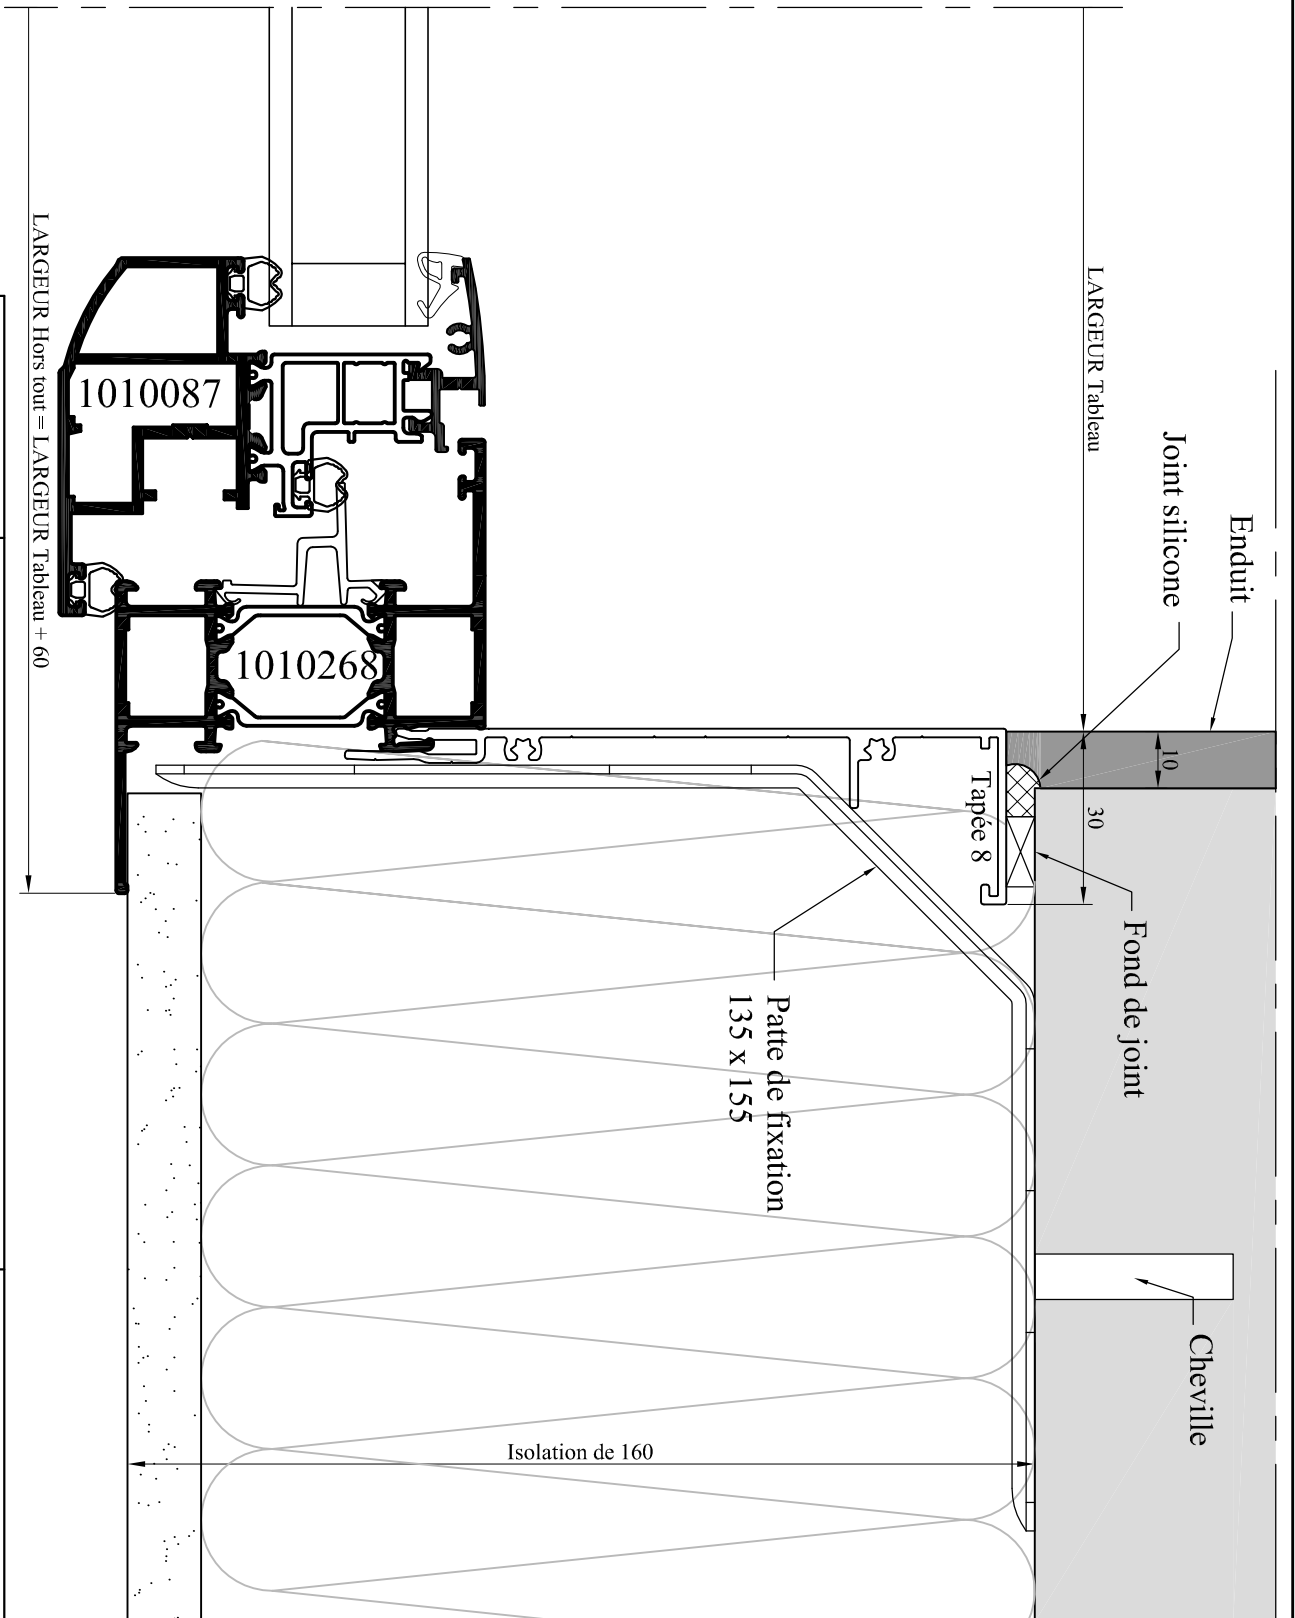 Enduit
Joint silicone
LARGEUR Tableau
10
30
Tapée 8
Fond de joint
Patte de fixation
135 x 155
Cheville
1010087
1010268
LARGEUR Hors tout = LARGEUR Tableau + 60
Isolation de 160